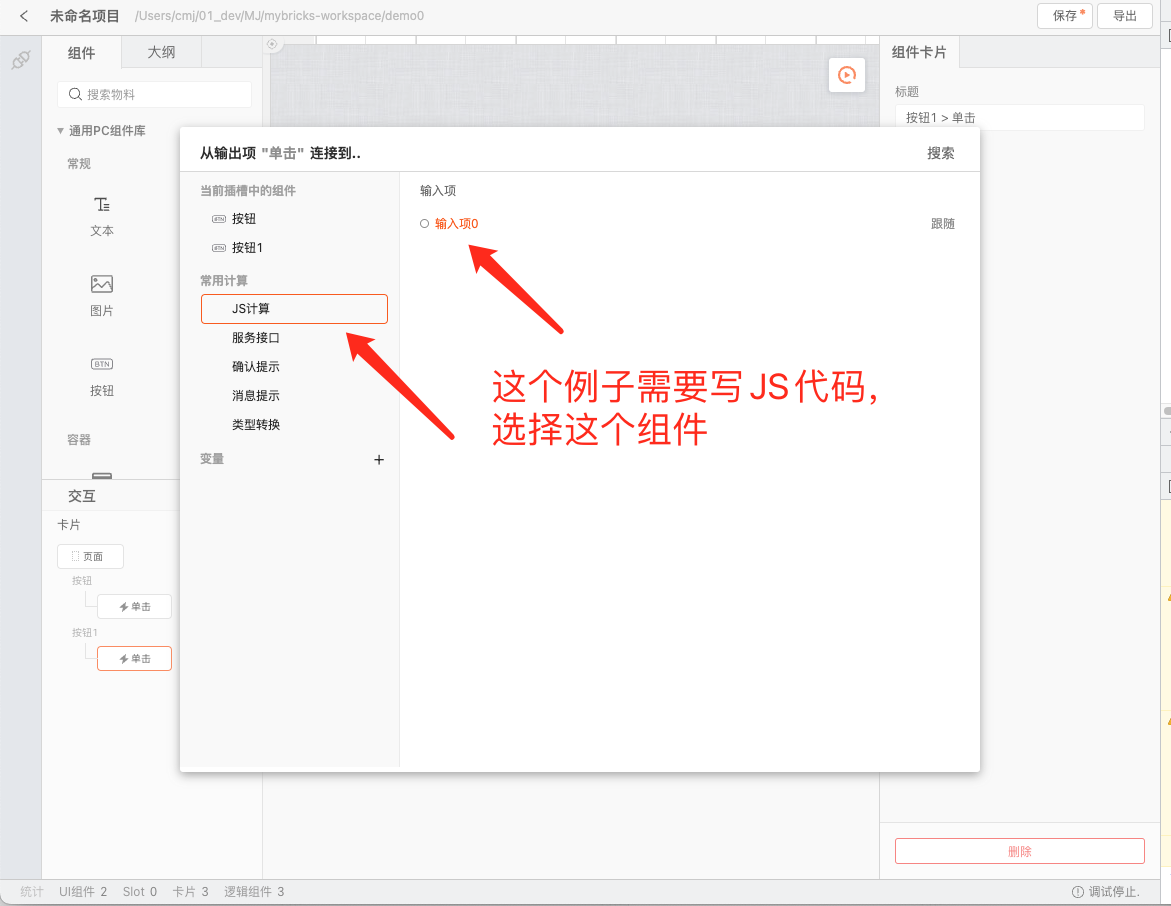 未命名项目 /Users/cmj/01_dev/MJ/mybricks-workspace/demo0
保存* 导出
组件 大纲
组件卡片
搜索物料
标题
按钮1 > 单击
通用PC组件库
常规
文本
图片
BTN
按钮
容器
从输出项 "单击" 连接到..
搜索
当前插槽中的组件
BTN 按钮
BTN 按钮1
常用计算
JS计算
服务接口
确认提示
消息提示
类型转换
变量 +
输入项
输入项0 跟随
这个例子需要写JS代码,
选择这个组件
交互
卡片
页面
按钮
单击
按钮1
单击
删除
统计 UI组件 2 Slot 0 卡片 3 逻辑组件 3
调试停止.